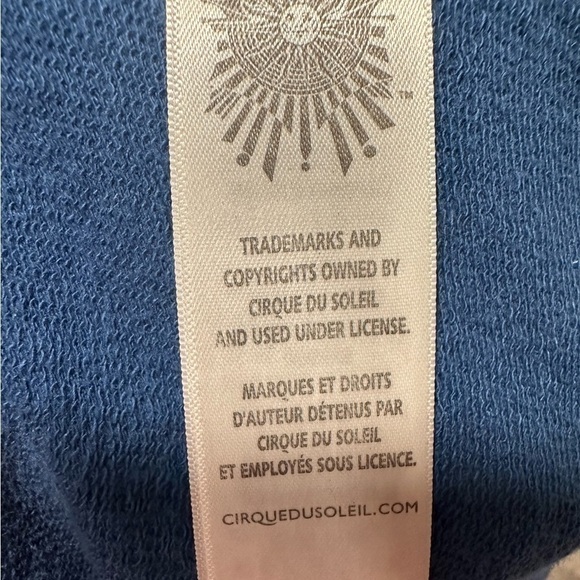 ™
TRADEMARKS AND
COPYRIGHTS OWNED BY
CIRQUE DU SOLEIL
AND USED UNDER LICENSE.
MARQUES ET DROITS
D'AUTEUR DÉTENUS PAR
CIRQUE DU SOLEIL
ET EMPLOYÉS SOUS LICENCE.
CIRQUEDUSOLEIL.COM